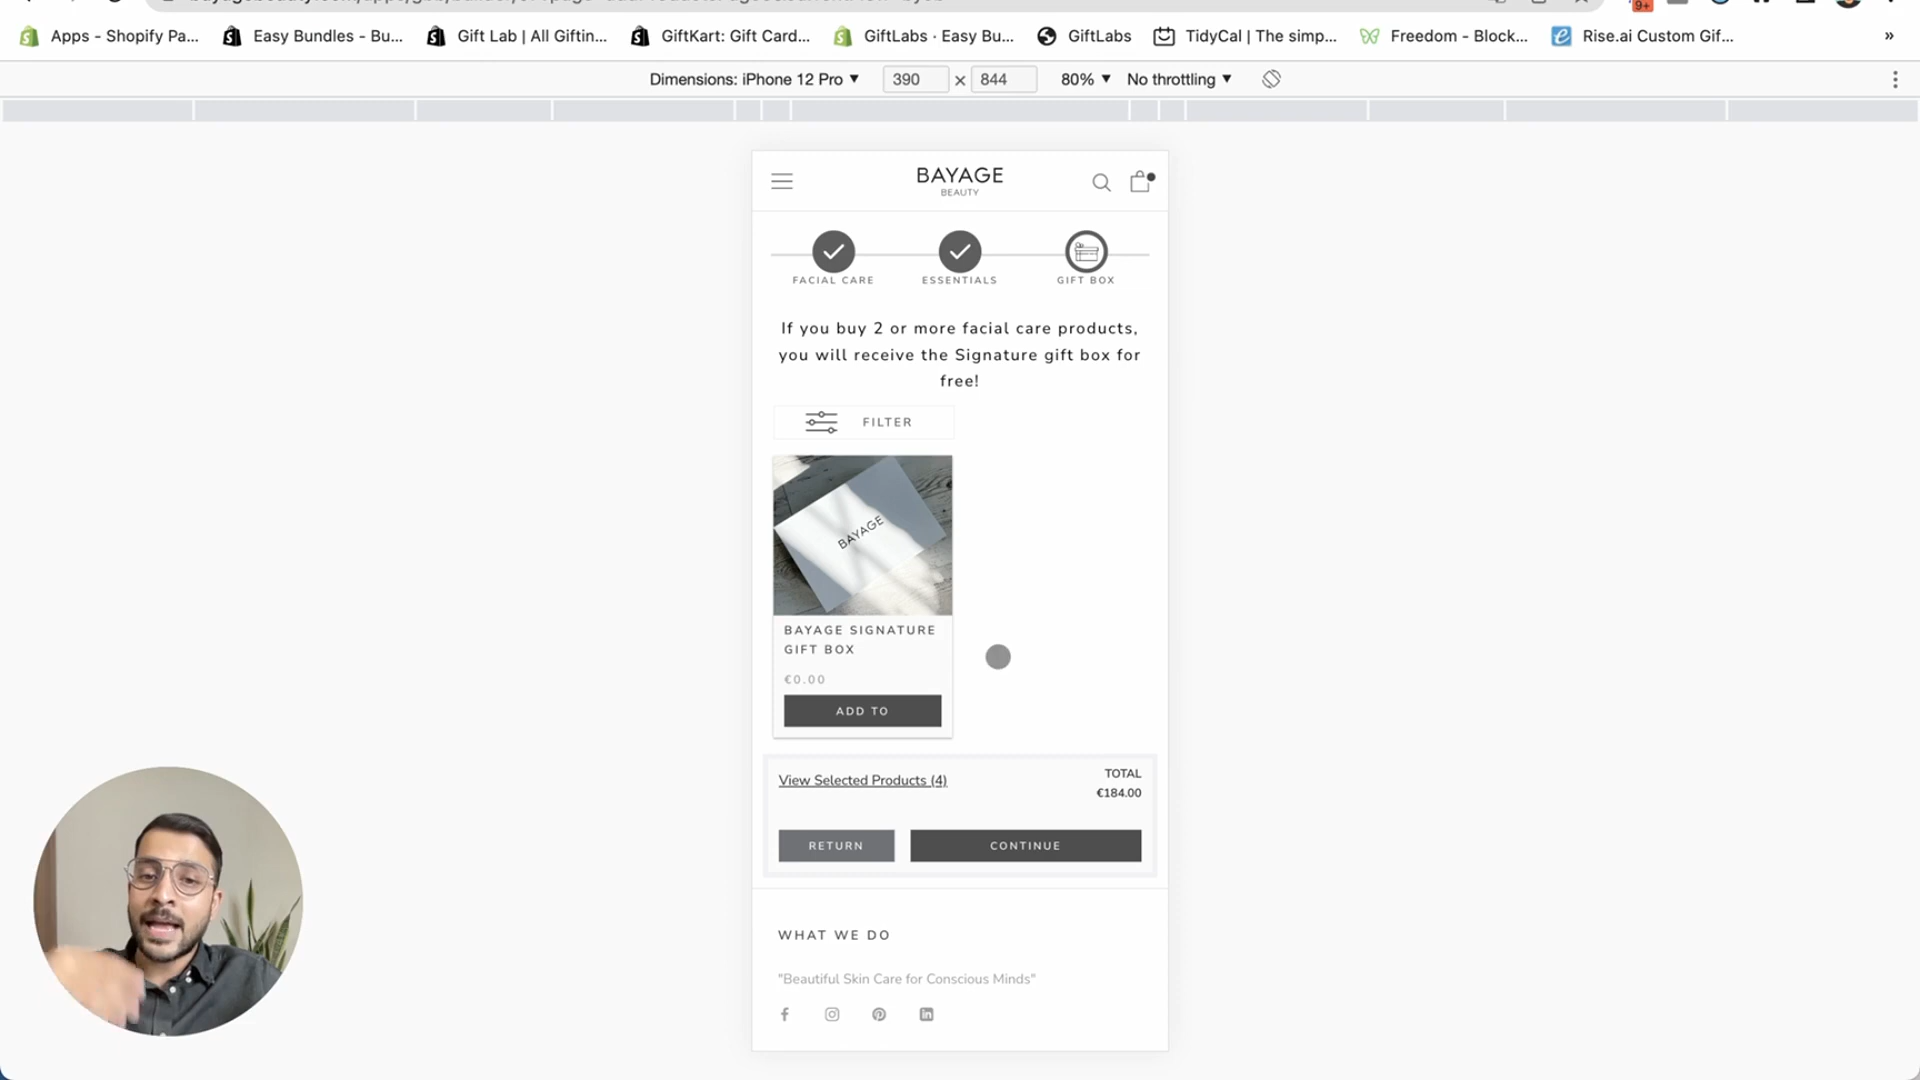 9+
Apps - Shopify Pa...
Easy Bundles - Bu...
Gift Lab | All Giftin...
GiftKart: Gift Card...
GiftLabs · Easy Bu...
GiftLabs
TidyCal | The simp...
Freedom - Block...
Rise.ai Custom Gif...
»
Dimensions: iPhone 12 Pro ▼ 390 × 844 80% ▼ No throttling ▼
BAYAGE
BEAUTY
FACIAL CARE
ESSENTIALS
GIFT BOX
If you buy 2 or more facial care products,
you will receive the Signature gift box for
free!
FILTER
BAYAGE
BAYAGE SIGNATURE
GIFT BOX
€0.00
ADD TO
View Selected Products (4)
TOTAL
€184.00
RETURN
CONTINUE
WHAT WE DO
"Beautiful Skin Care for Conscious Minds"